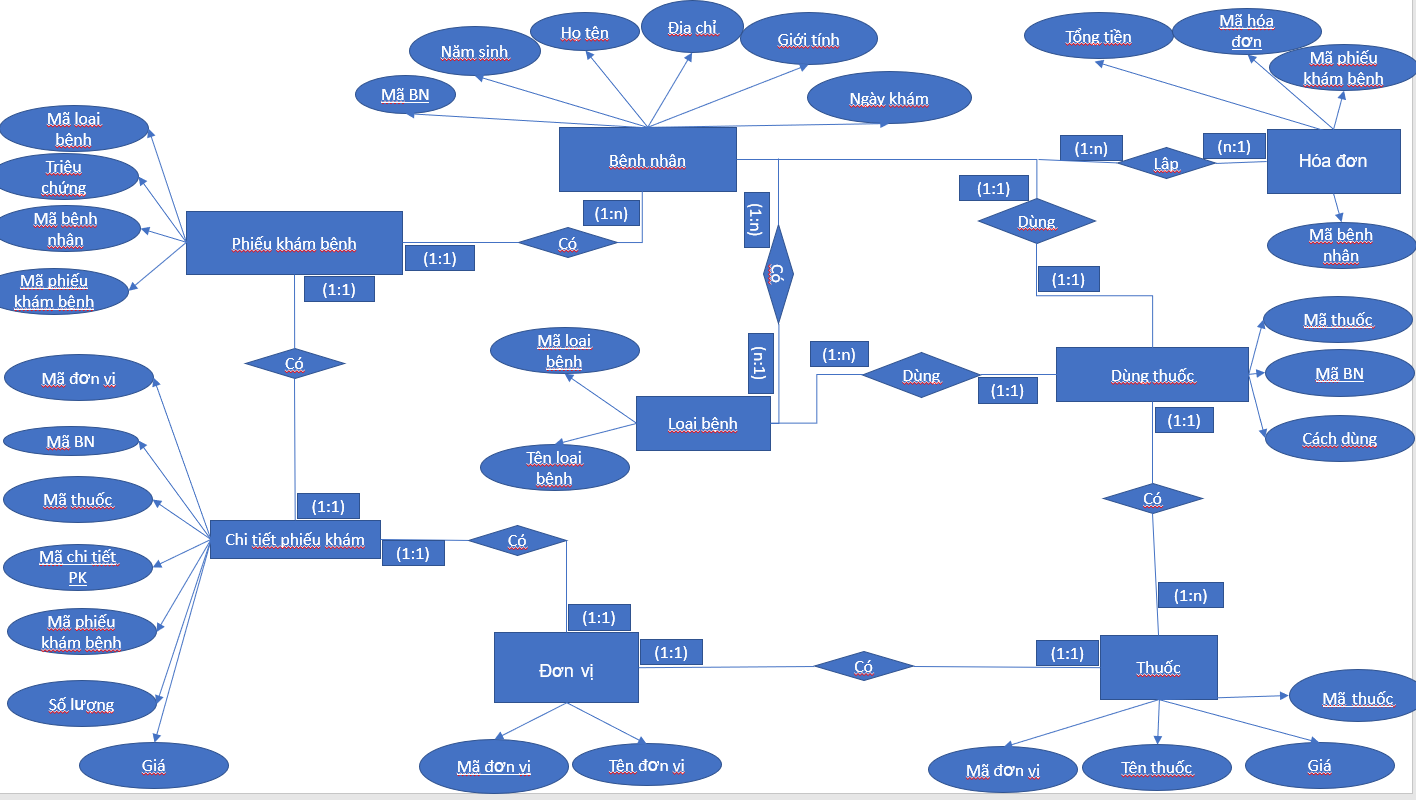 Năm sinh
Họ tên
Địa chỉ
Giới tính
Mã BN
Ngày khám
Tổng tiền
Mã hóa
đơn
Mã phiếu
khám bệnh
Mã loại
bệnh
Triệu
chứng
Mã bệnh
nhân
Mã phiếu
khám bệnh
Bệnh nhân
(1:n)
Lập
(n:1)
Hóa đơn
(1:1)
Dùng
(1:1)
Mã bệnh
nhân
Phiếu khám bệnh
(1:1)
Có
(1:n)
(1:n)
Có
(n:1)
(1:1)
Có
(1:1)
Mã loại
bệnh
Loại bệnh
Tên loại
bệnh
(1:n)
Dùng
(1:1)
Dùng thuốc
Mã thuốc
Mã BN
Cách dùng
(1:1)
Có
(1:n)
Mã đơn vị
Mã BN
Mã thuốc
Mã chi tiết
PK
Mã phiếu
khám bệnh
Số lượng
Giá
Chi tiết phiếu khám
(1:1)
Có
(1:1)
Đơn vị
(1:1)
Có
(1:1)
Thuốc
Mã đơn vị
Tên đơn vị
Mã đơn vị
Tên thuốc
Giá
Mã thuốc